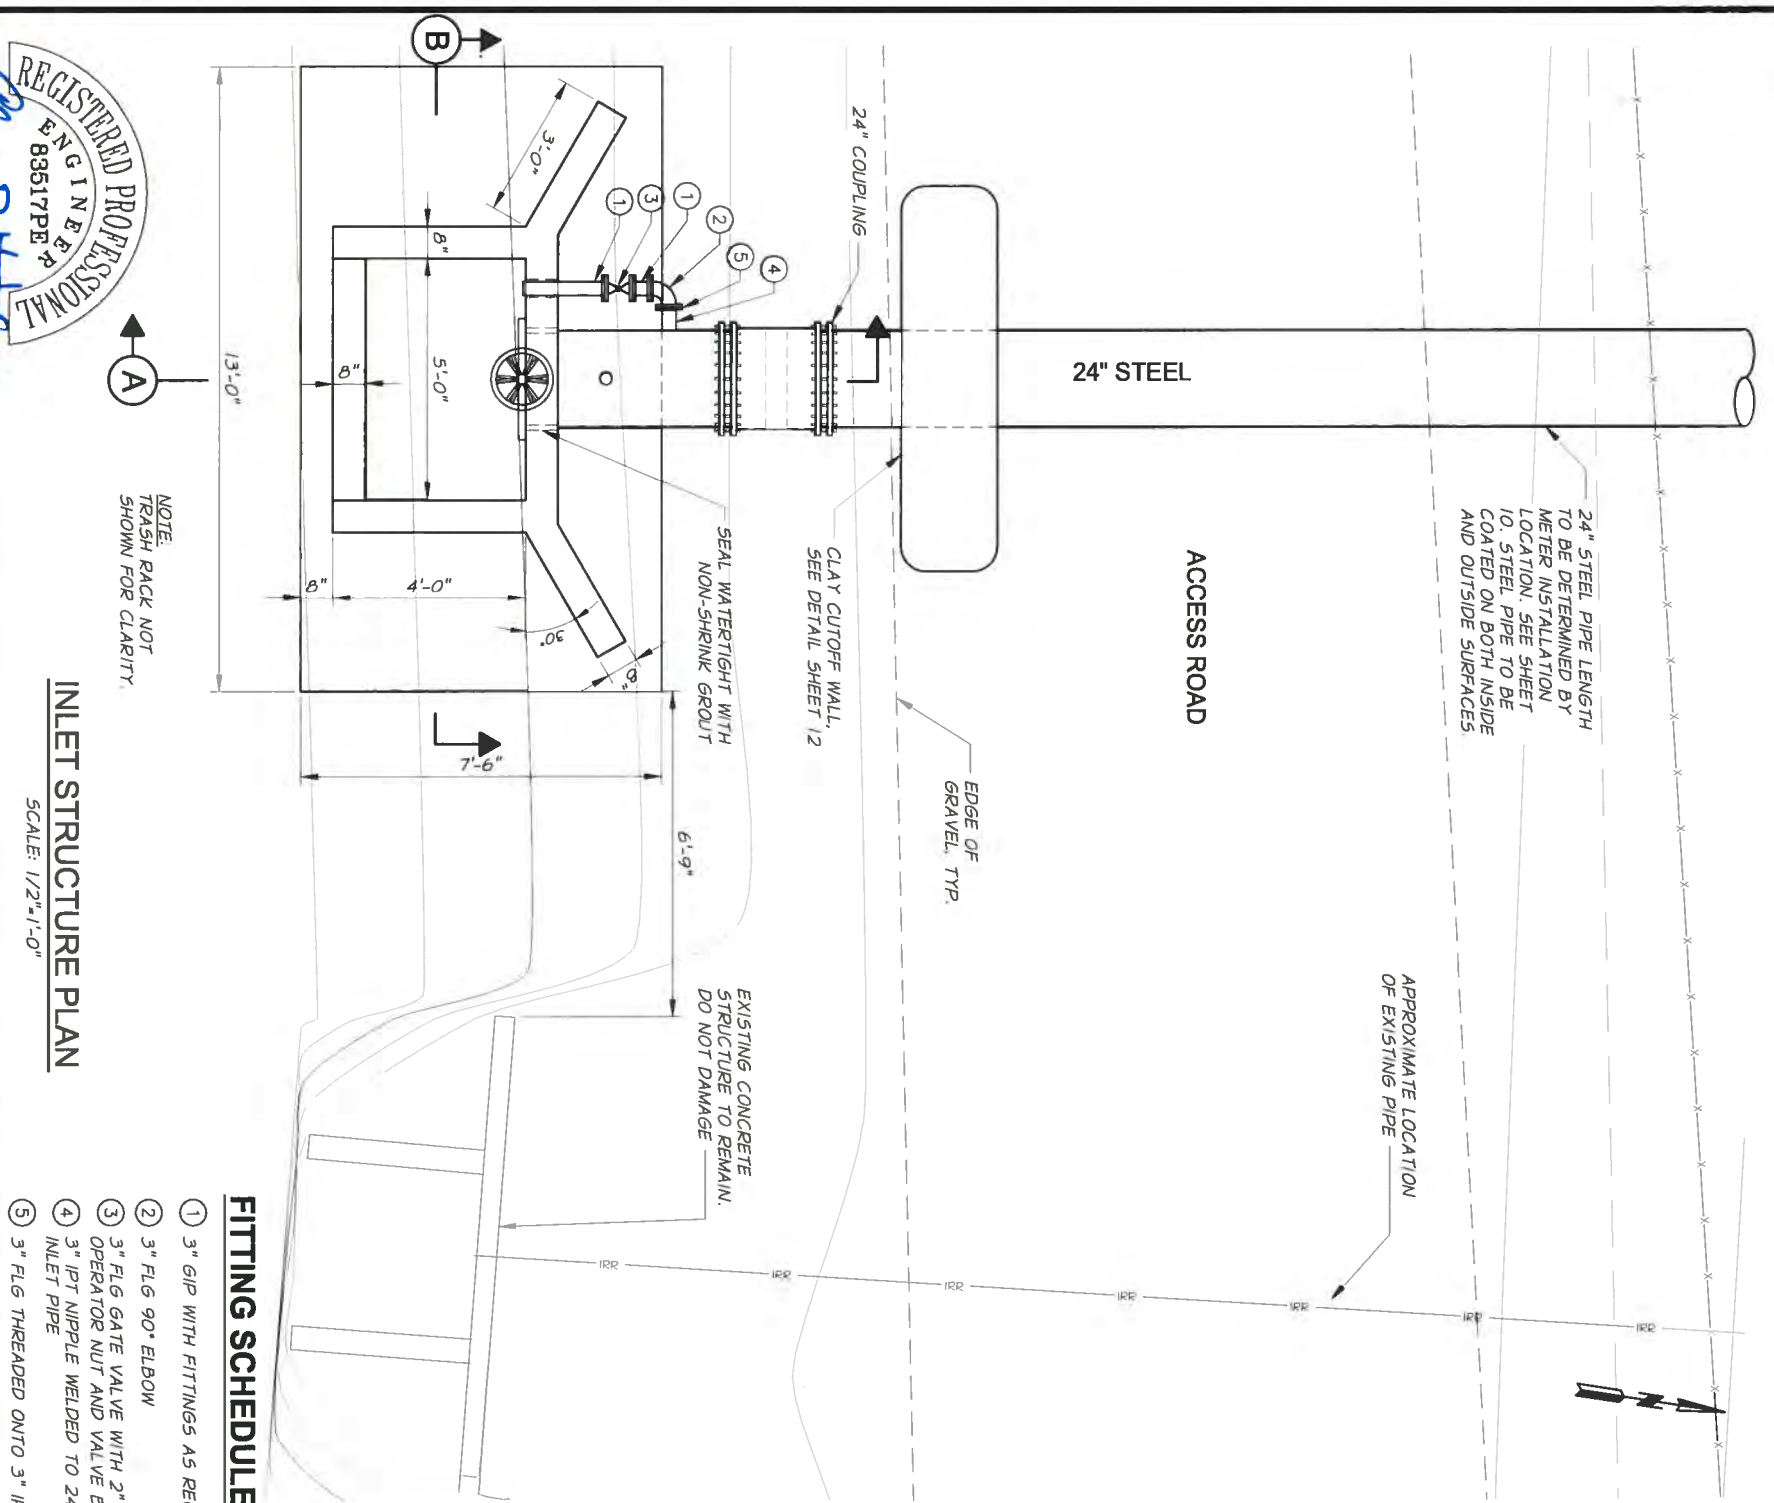 B
REGISTERED PROFESSIONAL
ENGINEER
83517PE
A
13'-0"
3'-0"
8"
5'-0"
8"
8"
4'-0"
30°
8"
7'-6"
6'-9"
1
3
1
2
5
4
24" COUPLING
24" STEEL
24" STEEL PIPE LENGTH
TO BE DETERMINED BY
METER INSTALLATION
LOCATION. SEE SHEET
10. STEEL PIPE TO BE
COATED ON BOTH INSIDE
AND OUTSIDE SURFACES.
ACCESS ROAD
CLAY CUTOFF WALL,
SEE DETAIL SHEET 12
SEAL WATERTIGHT WITH
NON-SHRINK GROUT
EDGE OF
GRAVEL, TYP.
APPROXIMATE LOCATION
OF EXISTING PIPE
EXISTING CONCRETE
STRUCTURE TO REMAIN.
DO NOT DAMAGE
IRR
IRR
IRR
IRR
IRR
IRR
IRR
X
X
X
X
X
X
X
X
X
X
X
X
X
Z
NOTE:
TRASH RACK NOT
SHOWN FOR CLARITY.
INLET STRUCTURE PLAN
SCALE: 1/2"=1'-0"
FITTING SCHEDULE
1 3" GIP WITH FITTINGS AS
2 3" FLG 90° ELBOW
3 3" FLG GATE VALVE WITH 2"
OPERATOR NUT AND VALVE
4 3" IPT NIPPLE WELDED TO
INLET PIPE
5 3" FLG THREADED ONTO 3"